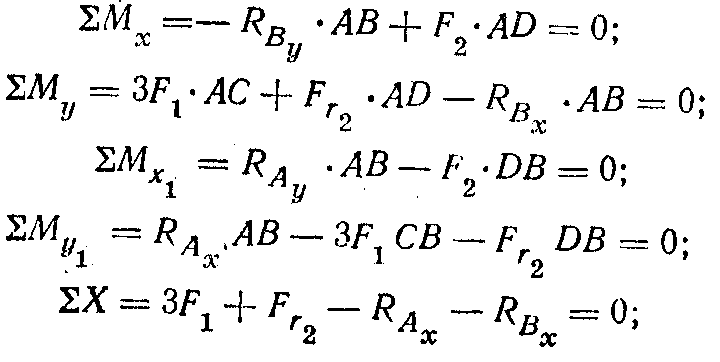 ΣM_x = — R_{B_y} · AB + F_2 · AD = 0;
ΣM_y = 3F_1 · AC + F_{r_2} · AD — R_{B_x} · AB = 0;
ΣM_{x_1} = R_{A_y} · AB — F_2 · DB = 0;
ΣM_{y_1} = R_{A_x} · AB — 3F_1 CB — F_{r_2} DB = 0;
ΣX = 3F_1 + F_{r_2} — R_{A_x} — R_{B_x} = 0;